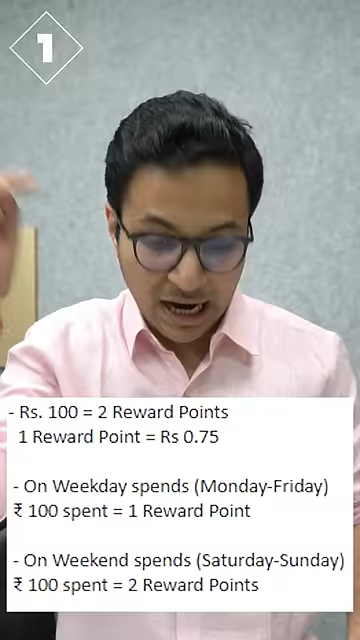 1
- Rs. 100 = 2 Reward Points
1 Reward Point = Rs 0.75
- On Weekday spends (Monday-Friday)
₹ 100 spent = 1 Reward Point
- On Weekend spends (Saturday-Sunday)
₹ 100 spent = 2 Reward Points